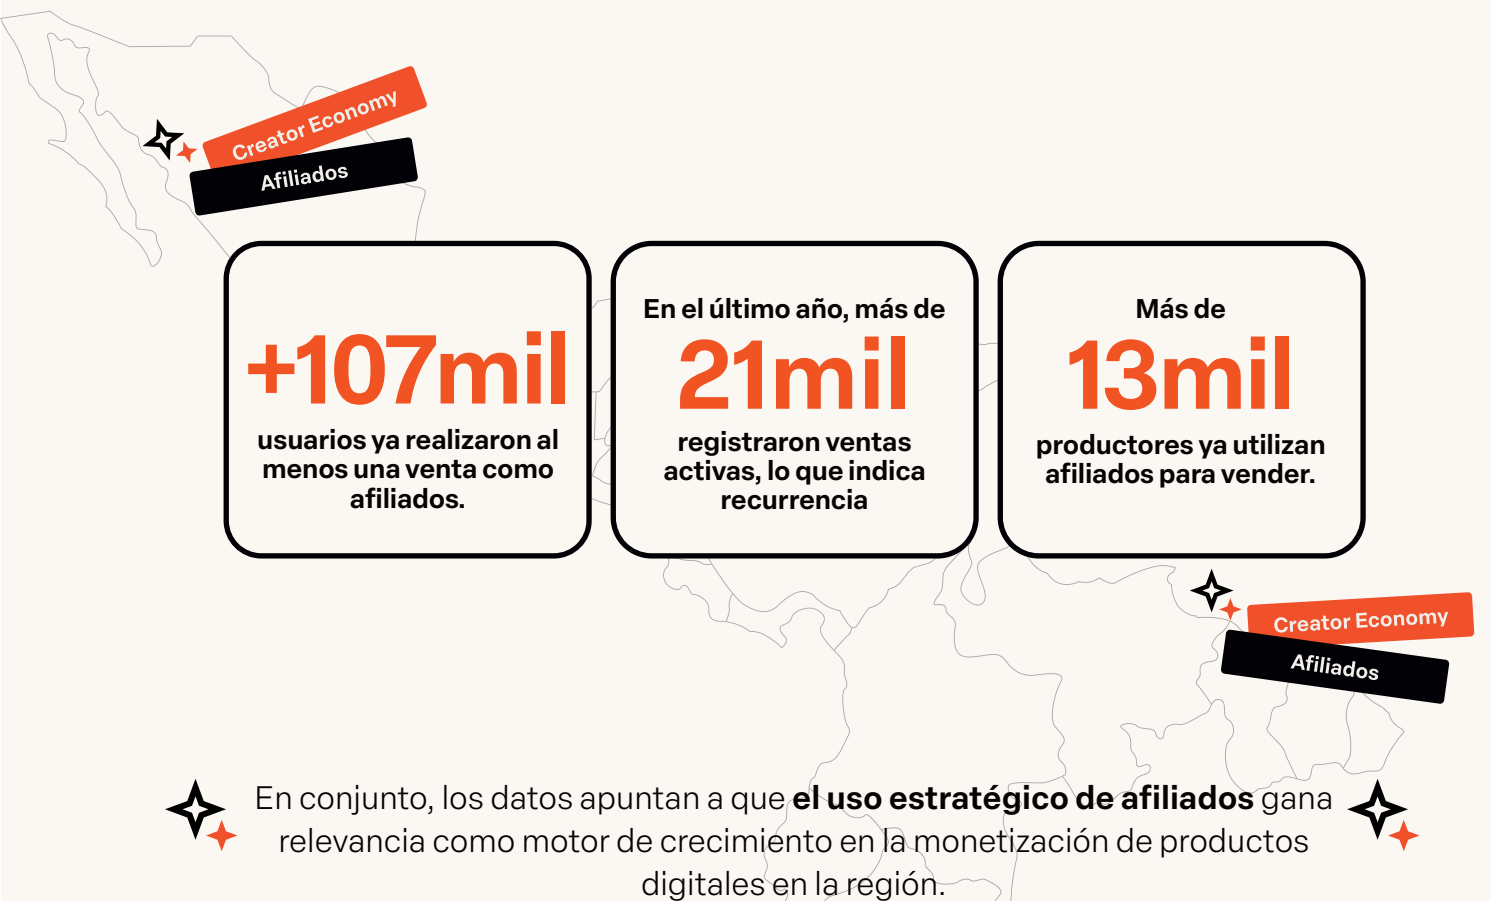 Creator Economy
Afiliados
+107mil
usuarios ya realizaron al
menos una venta como
afiliados.
En el último año, más de
21mil
registraron ventas
activas, lo que indica
recurrencia
Más de
13mil
productores ya utilizan
afiliados para vender.
Creator Economy
Afiliados
En conjunto, los datos apuntan a que el uso estratégico de afiliados gana
relevancia como motor de crecimiento en la monetización de productos
digitales en la región.